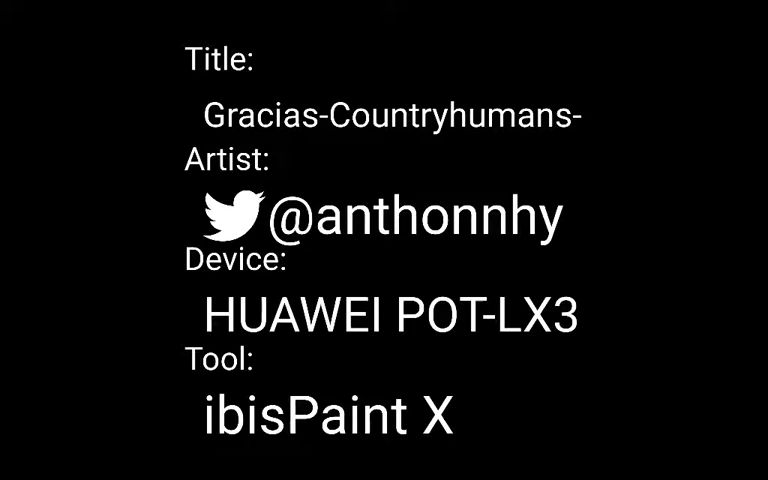 Title:
Gracias-Countryhumans-
Artist:
@anthonnhy
Device:
HUAWEI POT-LX3
Tool:
ibisPaint X